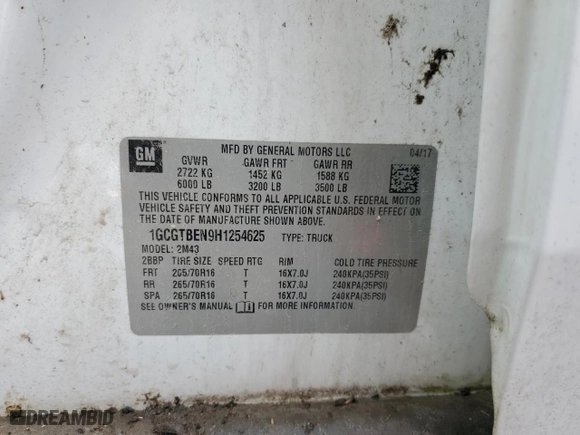 GM
MFD BY GENERAL MOTORS LLC 04/17
GVWR GAWR FRT GAWR RR
2722 KG 1452 KG 1588 KG
6000 LB 3200 LB 3500 LB
THIS VEHICLE CONFORMS TO ALL APPLICABLE U.S. FEDERAL MOTOR
VEHICLE SAFETY AND THEFT PREVENTION STANDARDS IN EFFECT ON
THE DATE OF MANUFACTURE SHOWN ABOVE.
1GCGTBEN9H1254625 TYPE: TRUCK
MODEL: 2M43
2BBP TIRE SIZE SPEED RTG RIM COLD TIRE PRESSURE
FRT 265/70R16 T 16X7.0J 240KPA(35PSI)
RR 265/70R16 T 16X7.0J 240KPA(35PSI)
SPA 265/70R16 T 16X7.0J 240KPA(35PSI)
SEE OWNER'S MANUAL FOR MORE INFORMATION.
DREAMBID